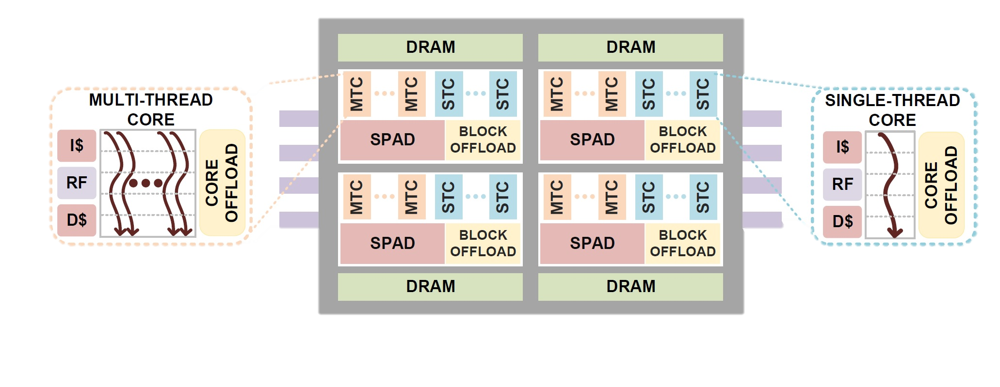 DRAM
DRAM
MTC
MTC
STC
STC
MTC
MTC
STC
STC
SPAD
BLOCK
OFFLOAD
SPAD
BLOCK
OFFLOAD
MTC
MTC
STC
STC
MTC
MTC
STC
STC
SPAD
BLOCK
OFFLOAD
SPAD
BLOCK
OFFLOAD
DRAM
DRAM
MULTI-THREAD
CORE
I$
RF
D$
CORE
OFFLOAD
SINGLE-THREAD
CORE
I$
RF
D$
CORE
OFFLOAD